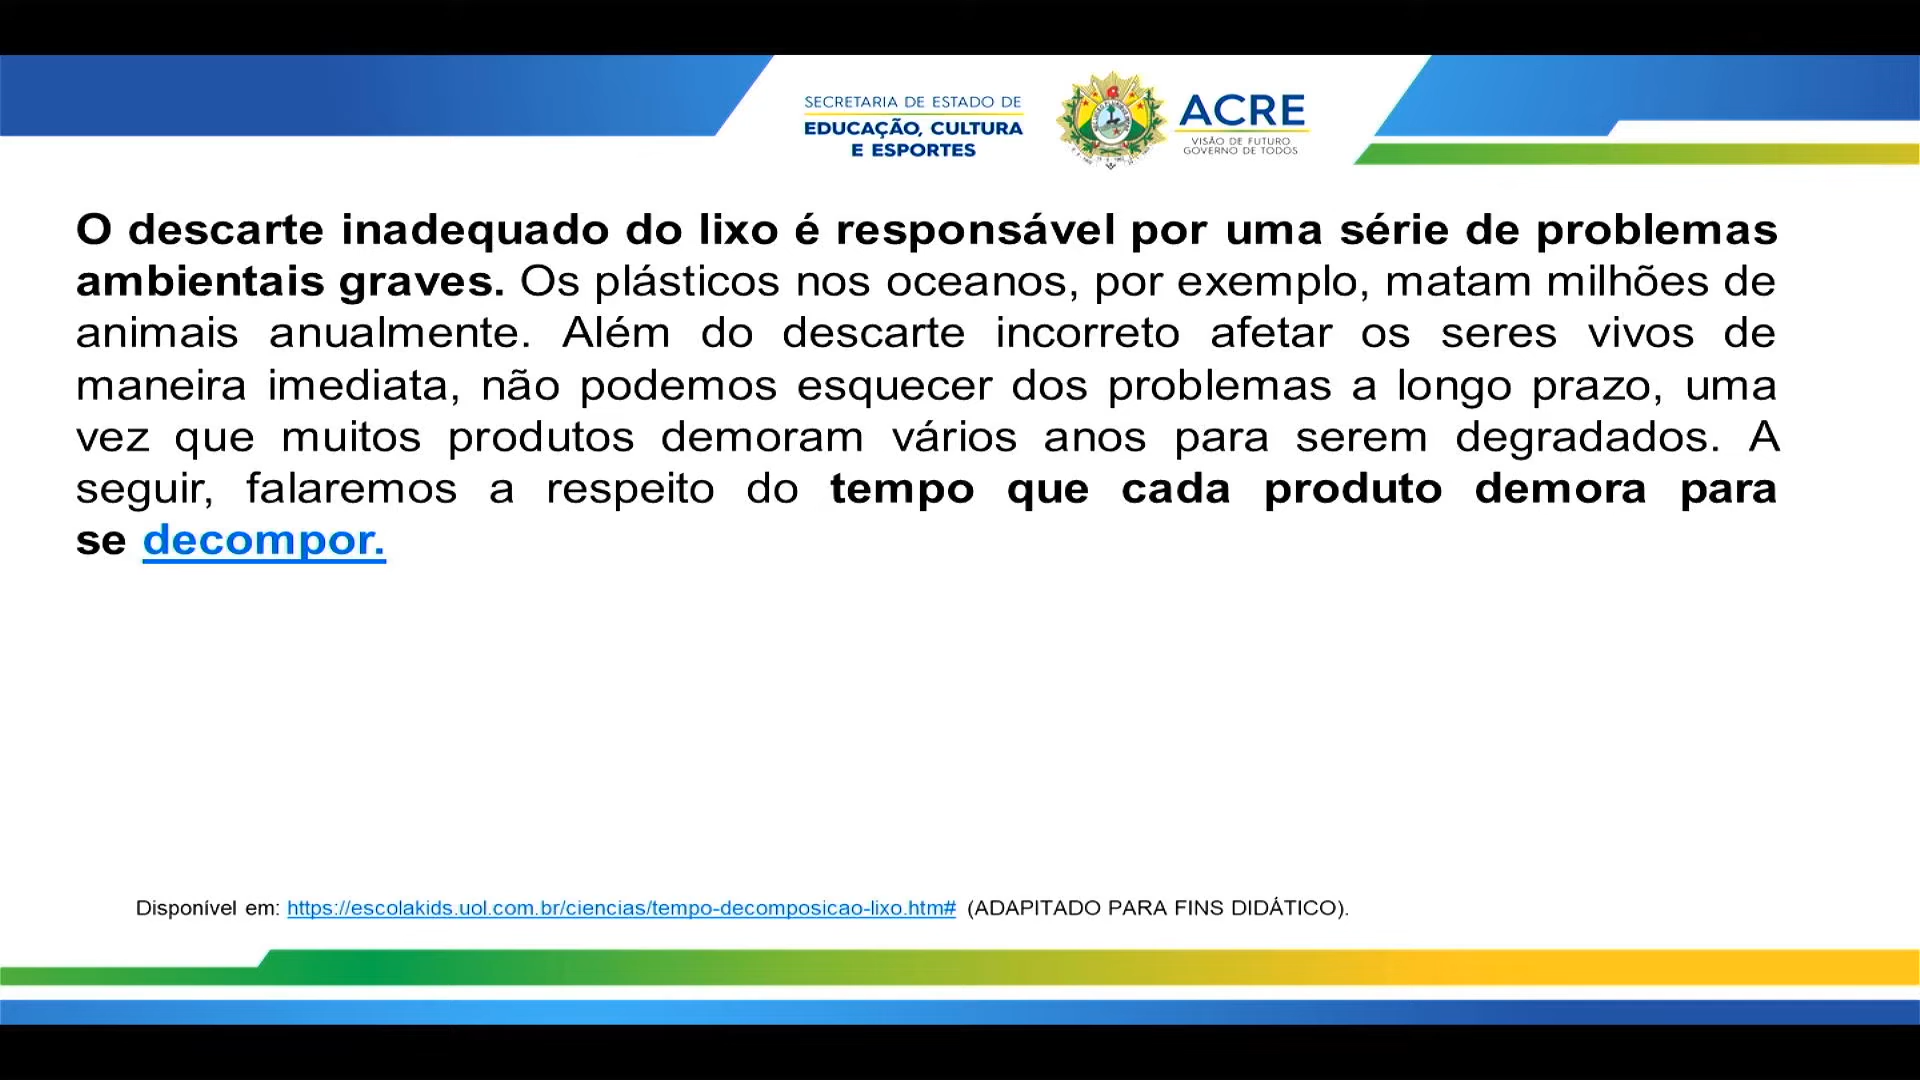 SECRETARIA DE ESTADO DE
EDUCAÇÃO, CULTURA
E ESPORTES
ACRE
VISÃO DE FUTURO
GOVERNO DE TODOS
O descarte inadequado do lixo é responsável por uma série de problemas
ambientais graves. Os plásticos nos oceanos, por exemplo, matam milhões de
animais anualmente. Além do descarte incorreto afetar os seres vivos de
maneira imediata, não podemos esquecer dos problemas a longo prazo, uma
vez que muitos produtos demoram vários anos para serem degradados. A
seguir, falaremos a respeito do tempo que cada produto demora para
se decompor.
Disponível em: https://escolakids.uol.com.br/ciencias/tempo-decomposicao-lixo.htm# (ADAPITADO PARA FINS DIDÁTICO).